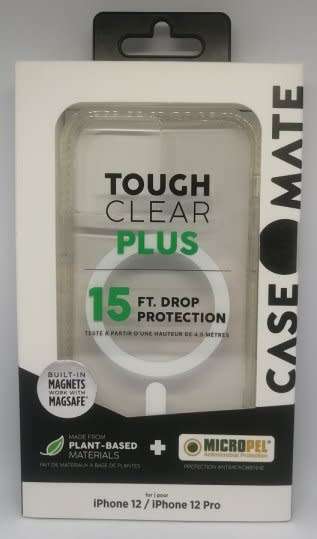 TOUGH
CLEAR
PLUS
15 FT. DROP
PROTECTION
TESTÉ À PARTIR D'UNE HAUTEUR DE 4,5 MÈTRES
CASE MATE
BUILT-IN
MAGNETS
WORK WITH
MAGSAFE
MADE FROM
PLANT-BASED
MATERIALS
FAIT DE MATÉRIAUX À BASE DE PLANTES
+
MICROPEL®
Antimicrobial Protection
PROTECTION ANTIMICROBIENNE
for | pour
iPhone 12 / iPhone 12 Pro